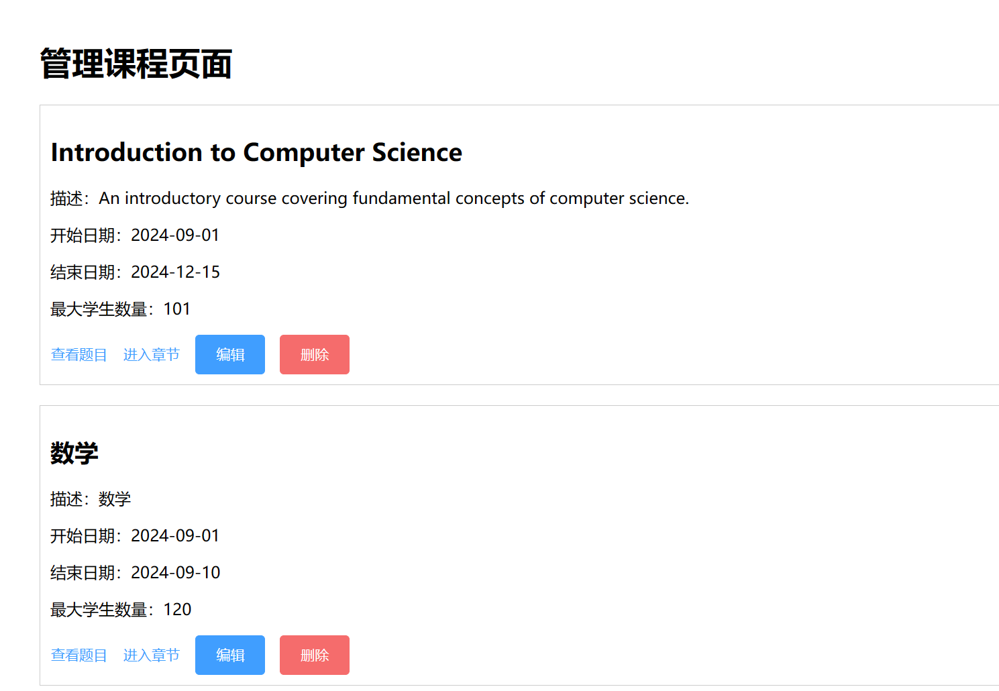 管理课程页面
Introduction to Computer Science
描述：An introductory course covering fundamental concepts of computer science.
开始日期：2024-09-01
结束日期：2024-12-15
最大学生数量：101
查看题目 进入章节 编辑 删除
数学
描述：数学
开始日期：2024-09-01
结束日期：2024-09-10
最大学生数量：120
查看题目 进入章节 编辑 删除